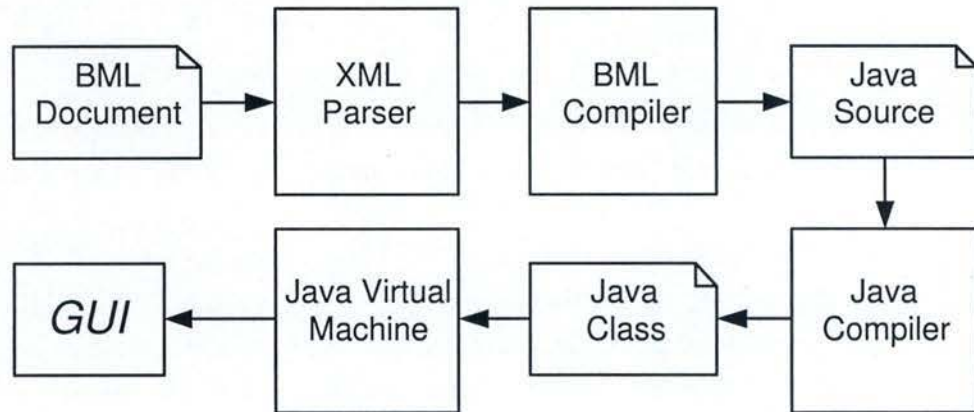 BML
Document
XML
Parser
BML
Compiler
Java
Source
Java
Compiler
Java
Class
Java Virtual
Machine
GUI